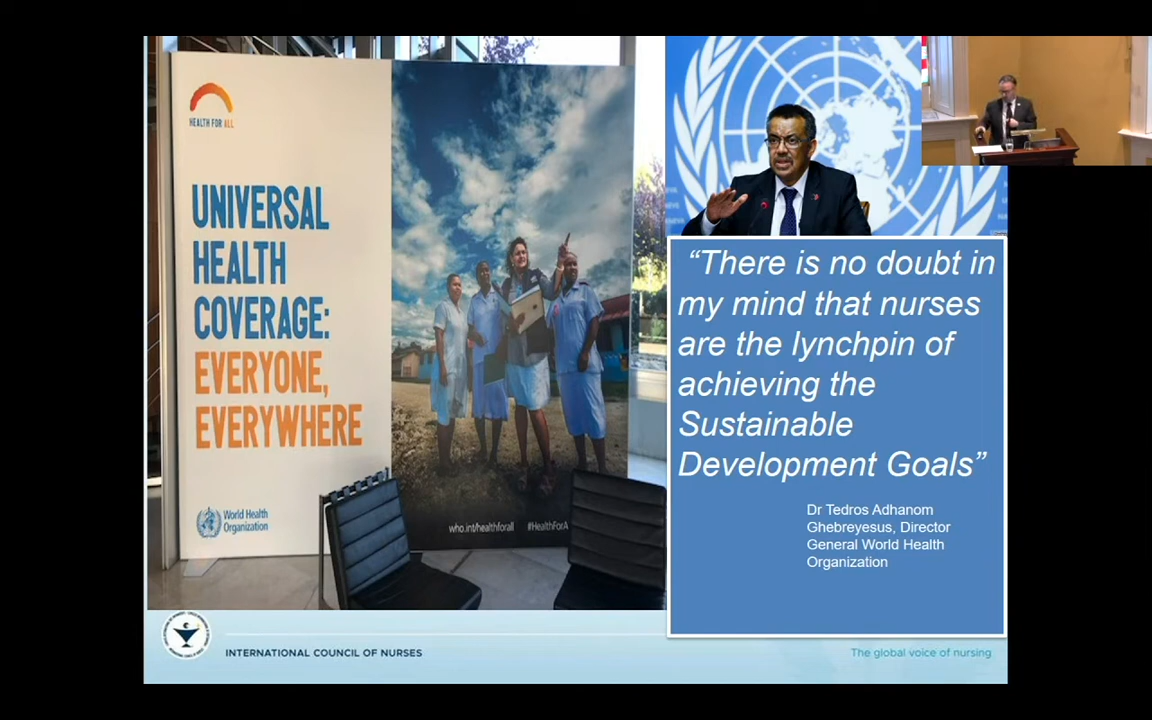 HEALTH FOR ALL
UNIVERSAL
HEALTH
COVERAGE:
EVERYONE,
EVERYWHERE
World Health
Organization
who.int/healthforall #HealthForA
“There is no doubt in
my mind that nurses
are the lynchpin of
achieving the
Sustainable
Development Goals”
Dr Tedros Adhanom
Ghebreyesus, Director
General World Health
Organization
INTERNATIONAL COUNCIL OF NURSES
The global voice of nursing